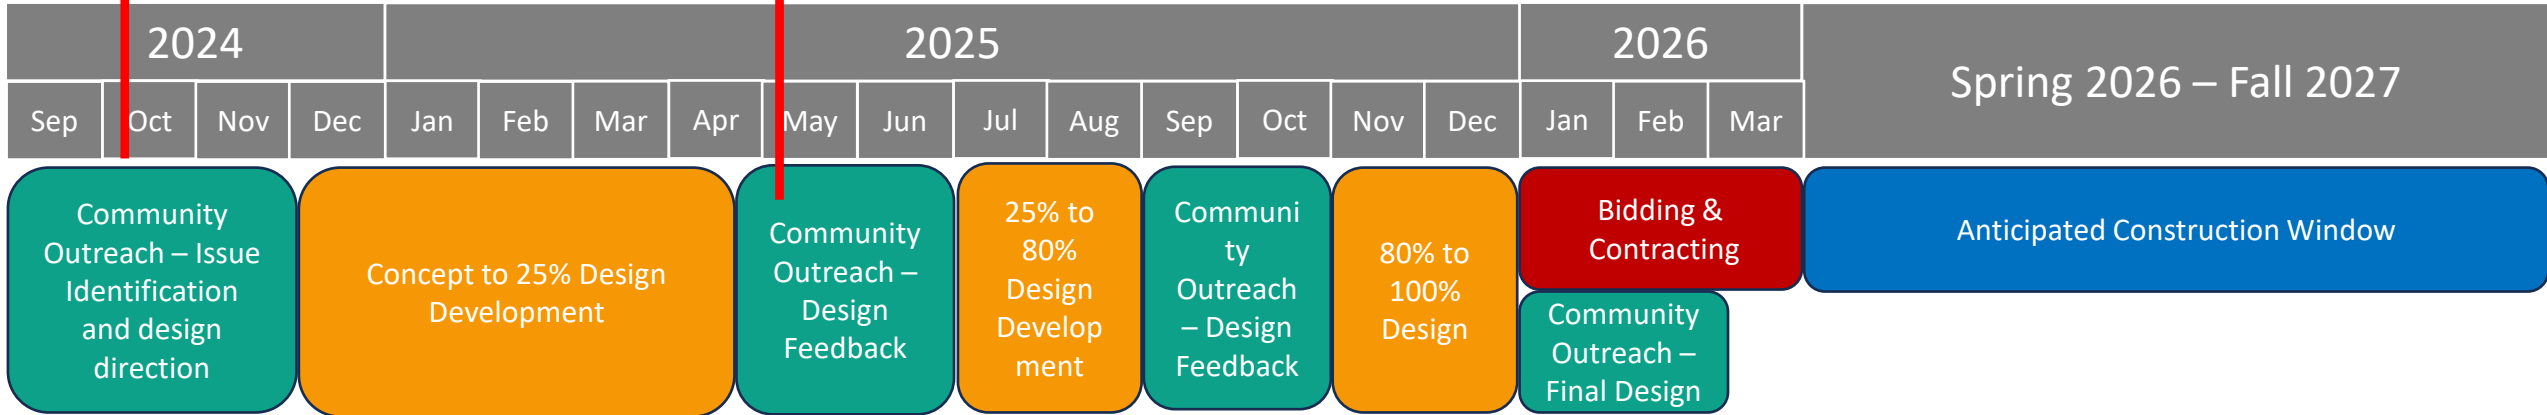 2024
2025
2026
Spring 2026 – Fall 2027
Sep
Oct
Nov
Dec
Jan
Feb
Mar
Apr
May
Jun
Jul
Aug
Sep
Oct
Nov
Dec
Jan
Feb
Mar
Community
Outreach – Issue
Identification
and design
direction
Concept to 25% Design
Development
Community
Outreach –
Design
Feedback
25% to
80%
Design
Develop
ment
Communi
ty
Outreach
– Design
Feedback
80% to
100%
Design
Bidding &
Contracting
Community
Outreach –
Final Design
Anticipated Construction Window